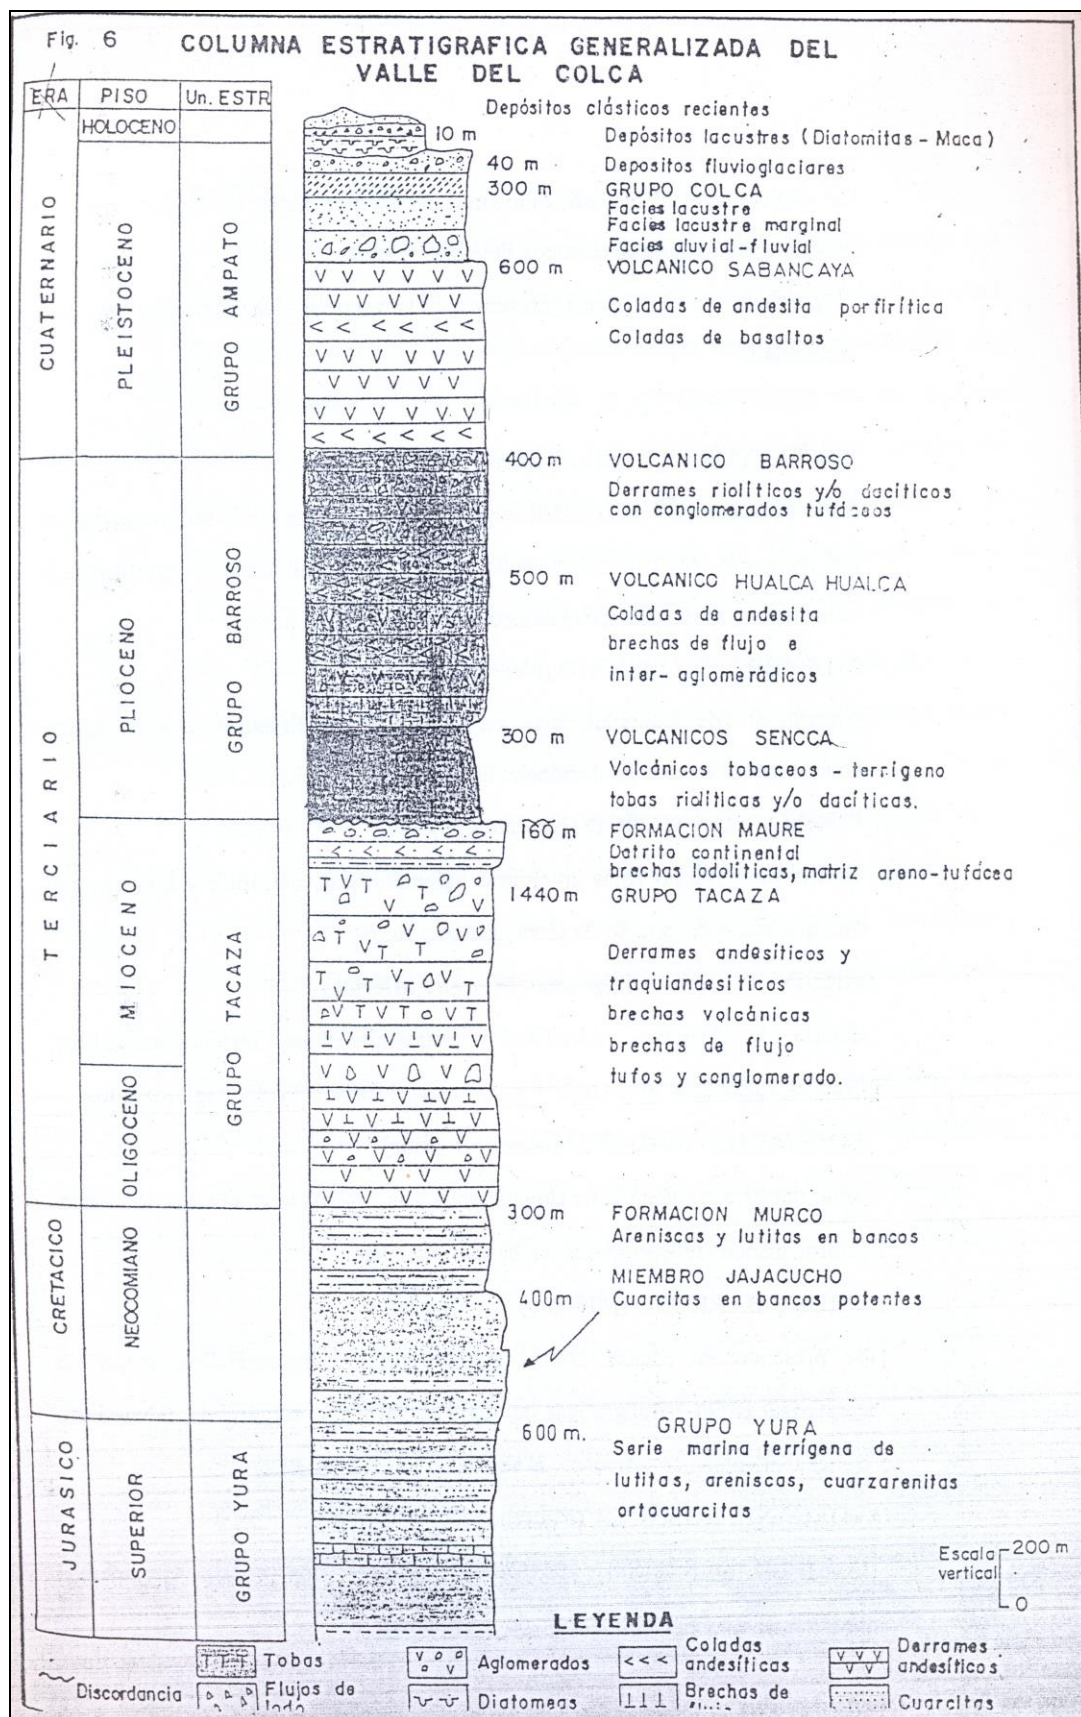 Fig. 6
COLUMNA ESTRATIGRAFICA GENERALIZADA DEL
VALLE DEL COLCA
ERA PISO Un. ESTR
HOLOCENO
CUATERNARIO
PLEISTOCENO
GRUPO AMPATO
TERCIARIO
PLIOCENO
GRUPO BARROSO
MIOCENO
OLIGOCENO
GRUPO TACAZA
CRETACICO
NEOCOMIANO
JURASICO
SUPERIOR
GRUPO YURA
Depósitos clásticos recientes
10 m Depósitos lacustres (Diatomitas - Maca)
40 m Depositos fluvioglaciares
300 m GRUPO COLCA
Facies lacustre
Facies lacustre marginal
Facies aluvial-fluvial
600 m VOLCANICO SABANCAYA
Coladas de andesita porfirítica
Coladas de basaltos
400 m VOLCANICO BARROSO
Derrames riolíticos y/o dacíticos
con conglomerados tufáceos
500 m VOLCANICO HUALCA HUALCA
Coladas de andesita
brechas de flujo e
inter-aglomerádicos
300 m VOLCANICOS SENCCA
Volcánicos tobaceos - terrígeno
tobas riolíticas y/o dacíticas.
160 m FORMACION MAURE
Detrito continental
brechas lodolíticas, matriz areno-tufácea
1440 m GRUPO TACAZA
Derrames andesíticos y
traquiandesíticos
brechas volcánicas
brechas de flujo
tufos y conglomerado.
300 m FORMACION MURCO
Areniscas y lutitas en bancos
MIEMBRO JAJACUCHO
400m Cuarcitas en bancos potentes
600 m. GRUPO YURA
Serie marina terrígena de
lutitas, areniscas, cuarzarenitas
ortocuarcitas
Escala vertical
200 m
0
LEYENDA
Discordancia
Tobas
Flujos de lodo
Aglomerados
Diatomeas
Coladas andesíticas
Brechas de
Derrames andesíticos
Cuarcitas